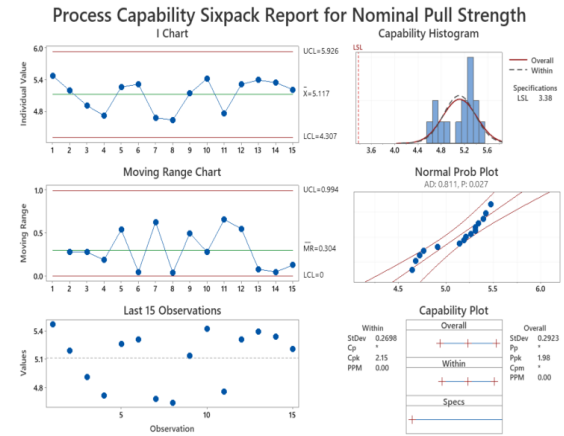 Process Capability Sixpack Report for Nominal Pull Strength
I Chart
Individual Value
6.0
5.4
4.8
UCL=5.926
X̄=5.117
LCL=4.307
1 2 3 4 5 6 7 8 9 10 11 12 13 14 15
Capability Histogram
LSL
Overall
Within
Specifications
LSL 3.38
3.6 4.0 4.4 4.8 5.2 5.6
Moving Range Chart
Moving Range
1.0
0.5
0.0
UCL=0.994
M̅R̅=0.304
LCL=0
1 2 3 4 5 6 7 8 9 10 11 12 13 14 15
Normal Prob Plot
AD: 0.811, P: 0.027
4.5 5.0 5.5 6.0
Last 15 Observations
Values
5.4
5.1
4.8
5 10 15
Observation
Capability Plot
Within
StDev 0.2698
Cp *
Cpk 2.15
PPM 0.00
Overall
Within
Specs
Overall
StDev 0.2923
Pp *
Ppk 1.98
Cpm *
PPM 0.00